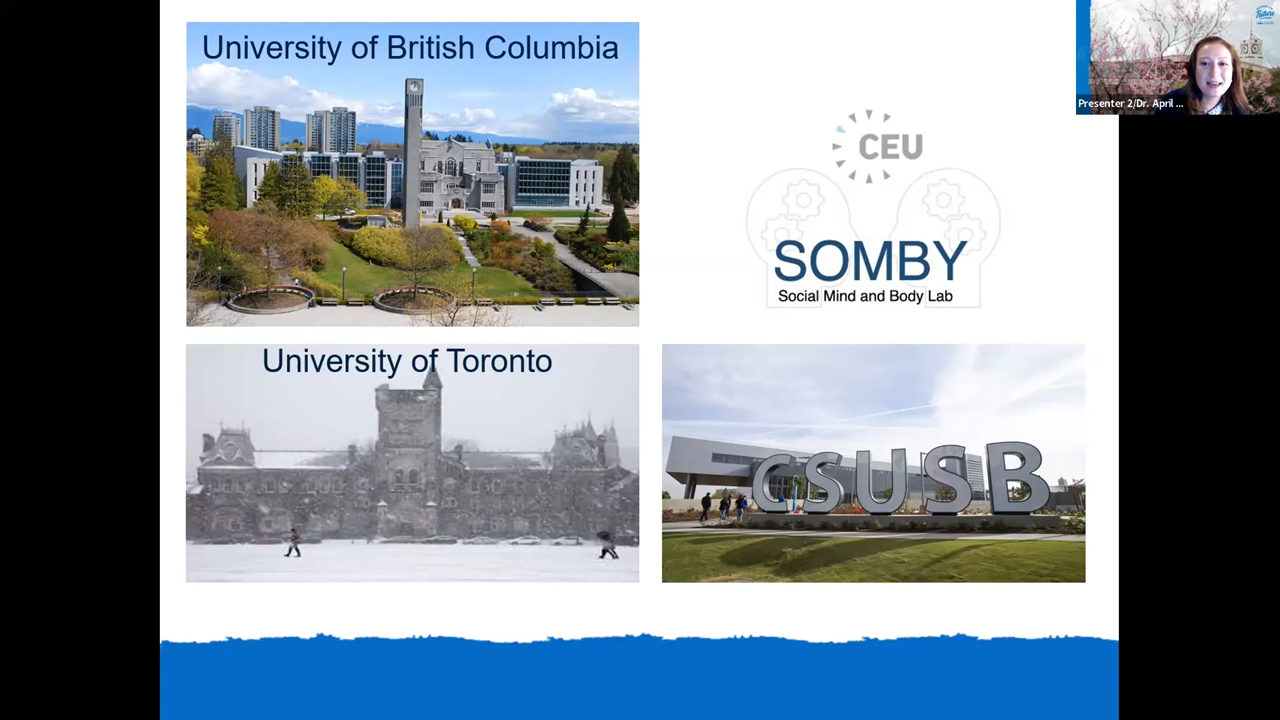 University of British Columbia
Future
Presenter 2/Dr. April ...
CEU
SOMBY
Social Mind and Body Lab
University of Toronto
CSUSB